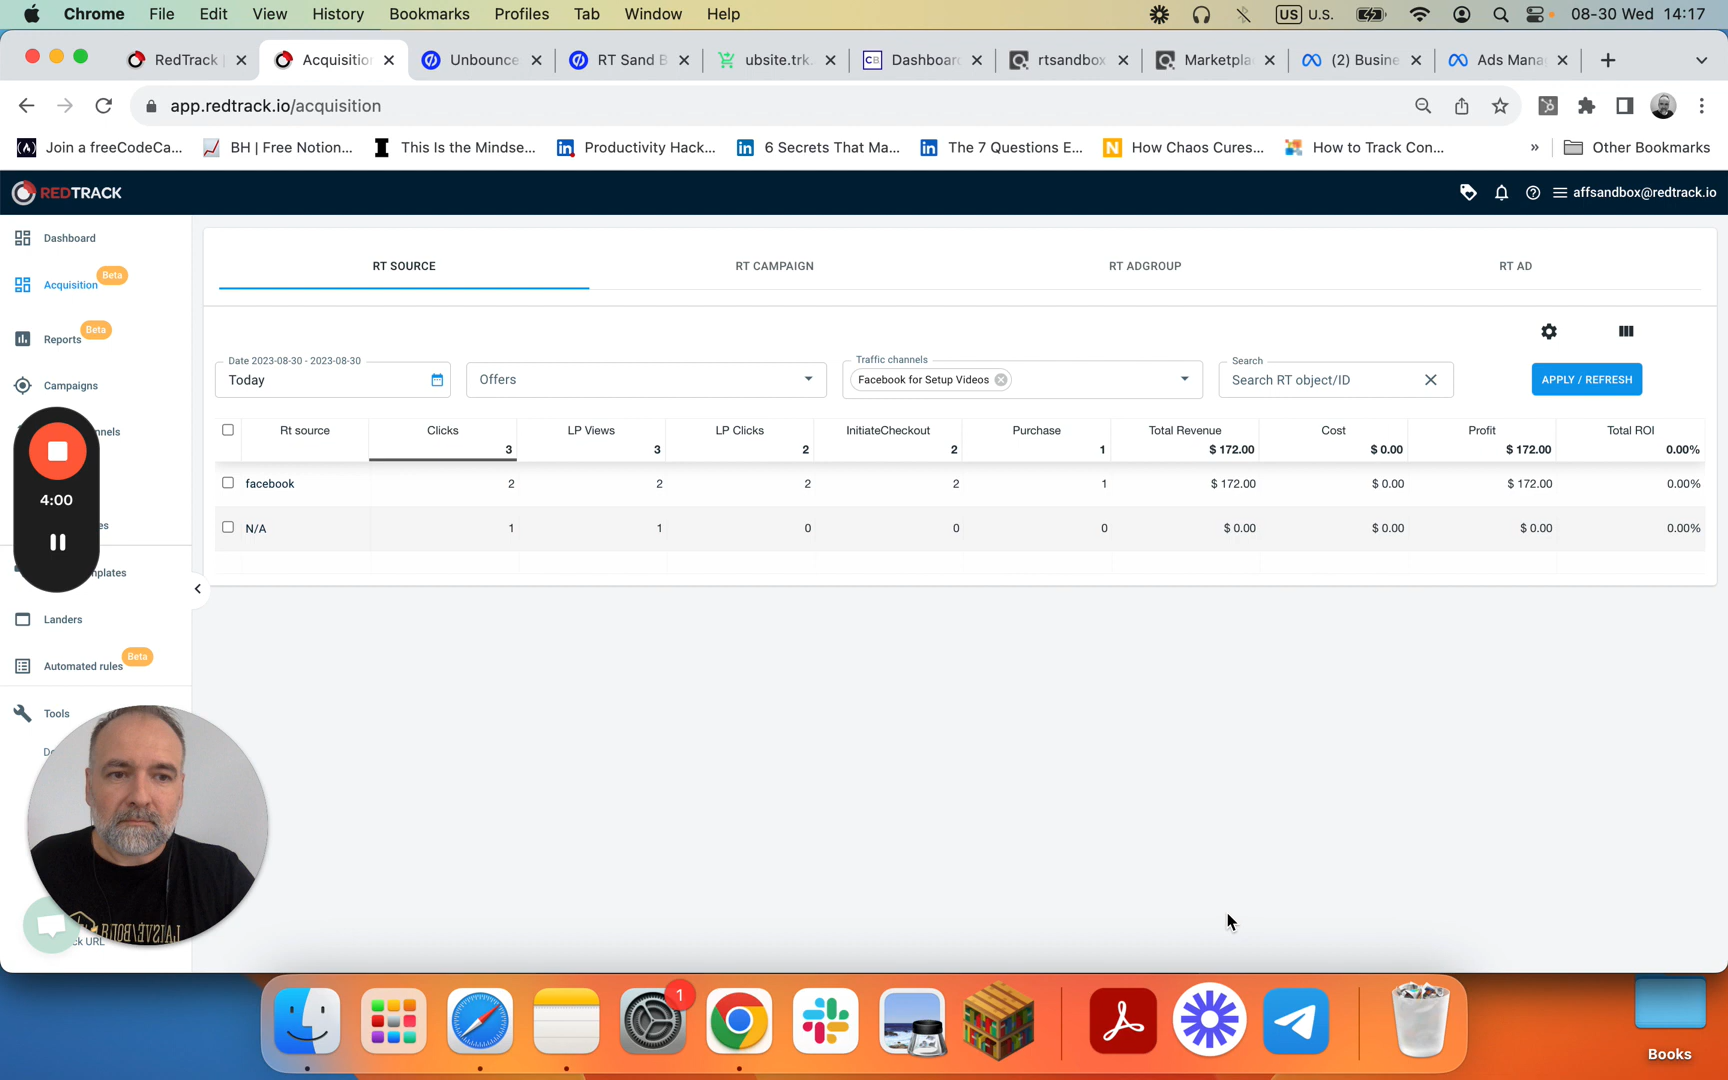 Chrome File Edit View History Bookmarks Profiles Tab Window Help US U.S. 08-30 Wed 14:17
RedTrack Acquisition Unbounce RT Sand B ubsite.trk. CB Dashboar rtsandbox Marketpla (2) Busine Ads Mana
app.redtrack.io/acquisition
Join a freeCodeCa... BH | Free Notion... This Is the Mindse... Productivity Hack... 6 Secrets That Ma... The 7 Questions E... How Chaos Cures... How to Track Con... » Other Bookmarks
REDTRACK affsandbox@redtrack.io
Dashboard
Acquisition Beta
Reports Beta
Campaigns
nnels
4:00
es
mplates
Landers
Automated rules Beta
Tools
ck URL
RT SOURCE RT CAMPAIGN RT ADGROUP RT AD
Date 2023-08-30 - 2023-08-30 Traffic channels Search
Today Offers Facebook for Setup Videos Search RT object/ID APPLY / REFRESH
Rt source Clicks LP Views LP Clicks InitiateCheckout Purchase Total Revenue Cost Profit Total ROI
3 3 2 2 1 $ 172.00 $ 0.00 $ 172.00 0.00%
facebook 2 2 2 2 1 $ 172.00 $ 0.00 $ 172.00 0.00%
N/A 1 1 0 0 0 $ 0.00 $ 0.00 $ 0.00 0.00%
1
Books